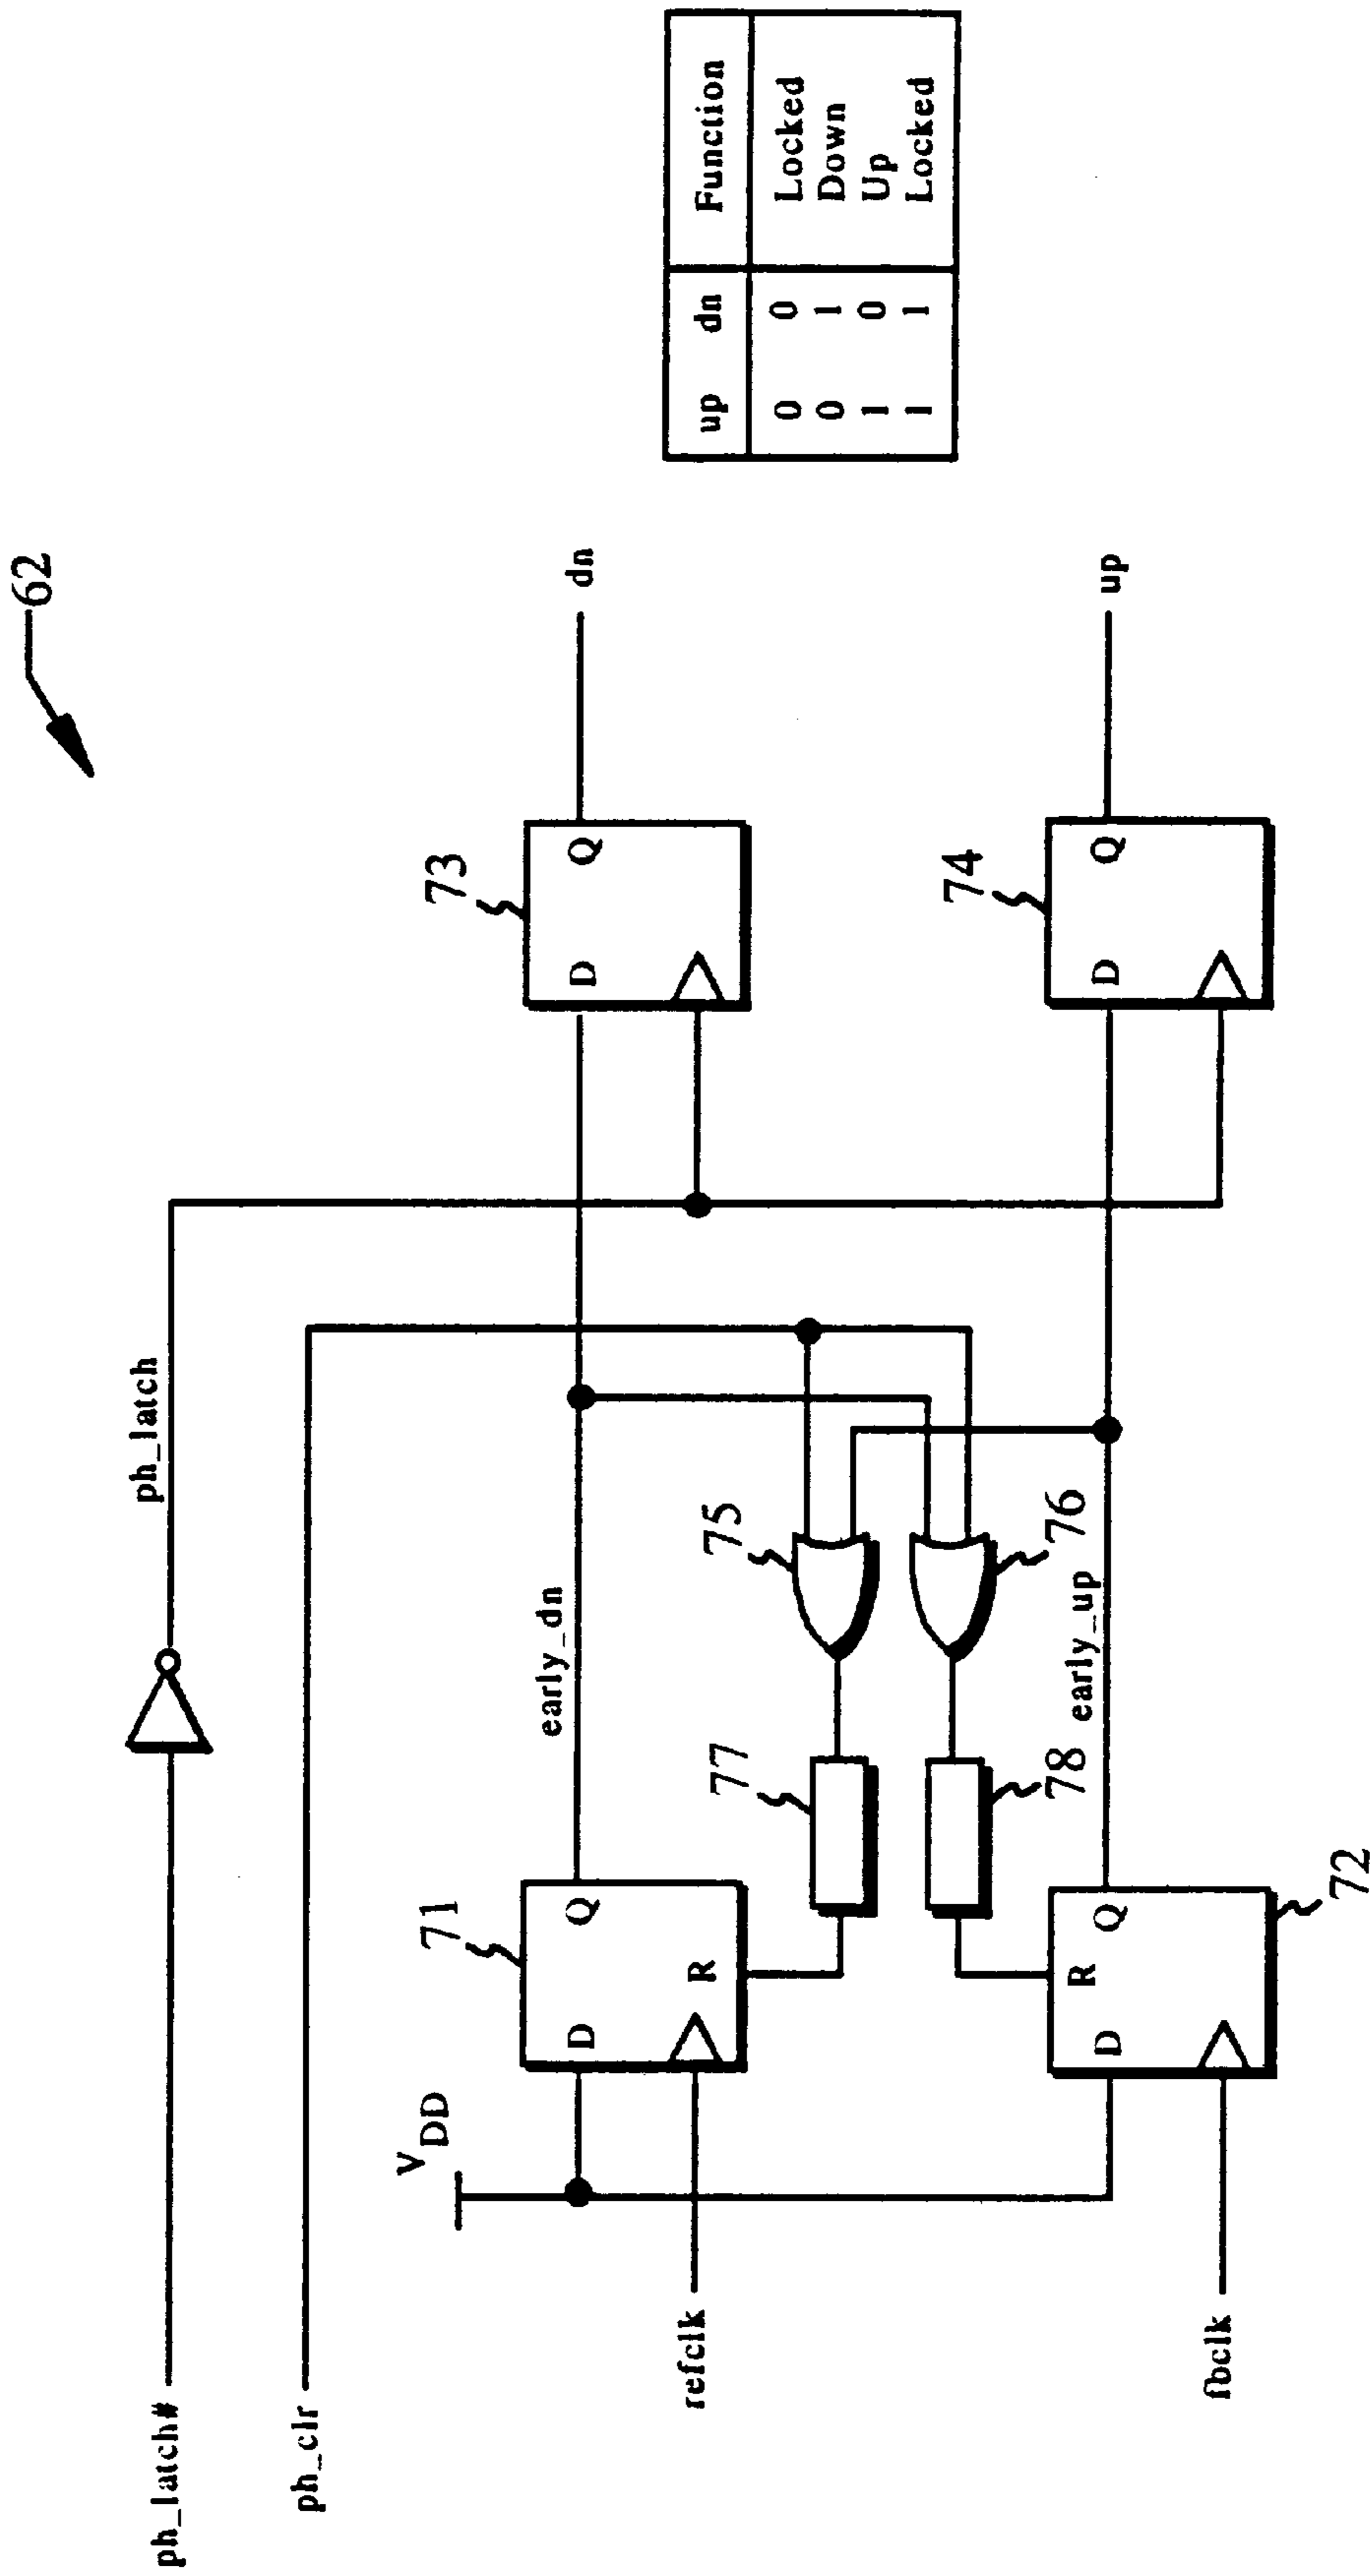 62
ph_latch#
ph_latch
ph_clr
V DD
early_dn
71
D Q
R
73
D Q
dn
refclk
77
75
78
76
early_up
R
D Q
72
74
D Q
up
fbclk
up dn Function
0 0 Locked
0 1 Down
1 0 Up
1 1 Locked